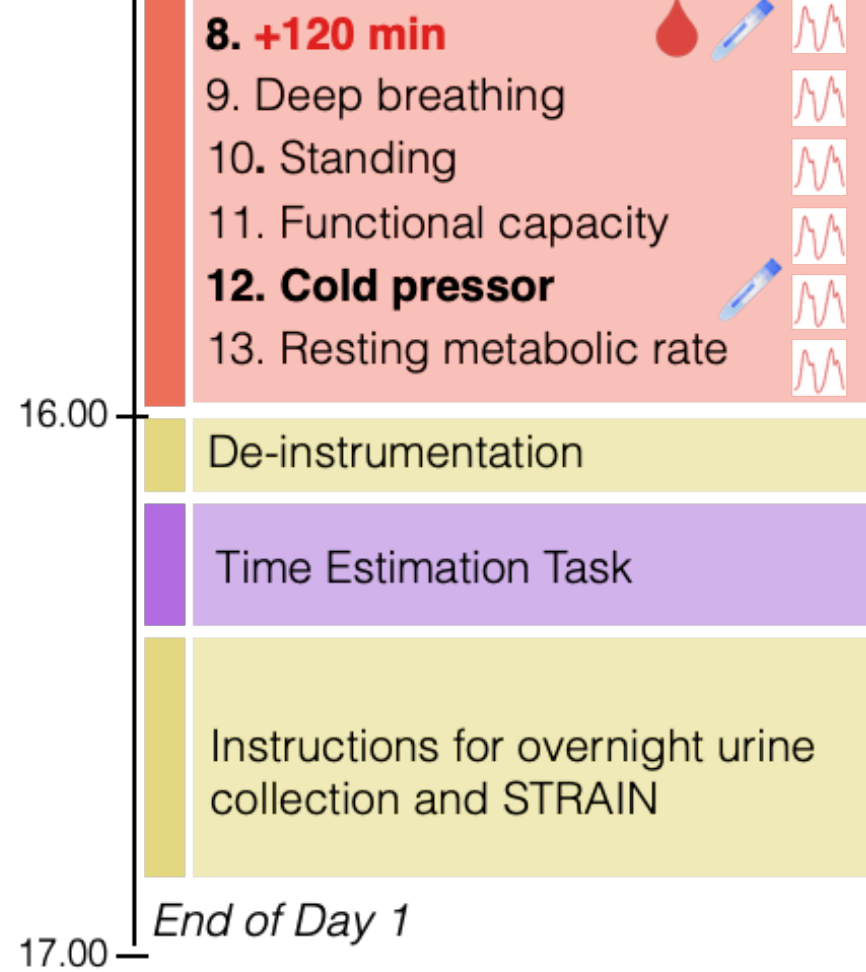 8. +120 min
9. Deep breathing
10. Standing
11. Functional capacity
12. Cold pressor
13. Resting metabolic rate
16.00
De-instrumentation
Time Estimation Task
Instructions for overnight urine
collection and STRAIN
End of Day 1
17.00